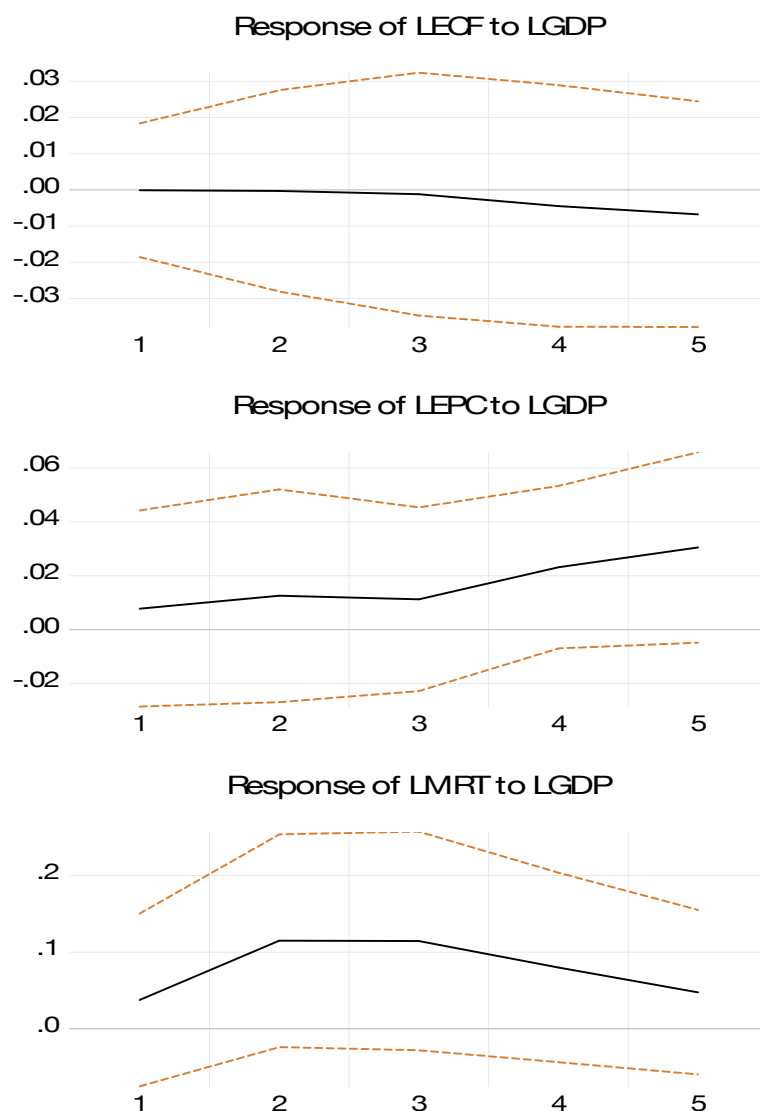 Response of LECF to LGDP
.03
.02
.01
.00
-.01
-.02
-.03
1 2 3 4 5
Response of LEPC to LGDP
.06
.04
.02
.00
-.02
1 2 3 4 5
Response of LMRT to LGDP
.2
.1
.0
1 2 3 4 5